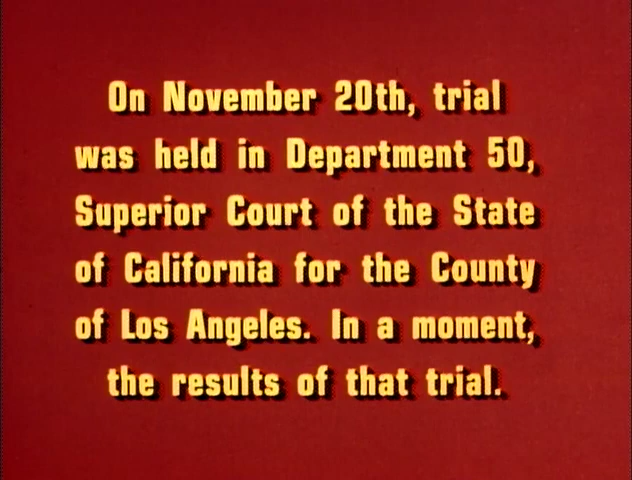 On November 20th, trial
was held in Department 50,
Superior Court of the State
of California for the County
of Los Angeles. In a moment,
the results of that trial.